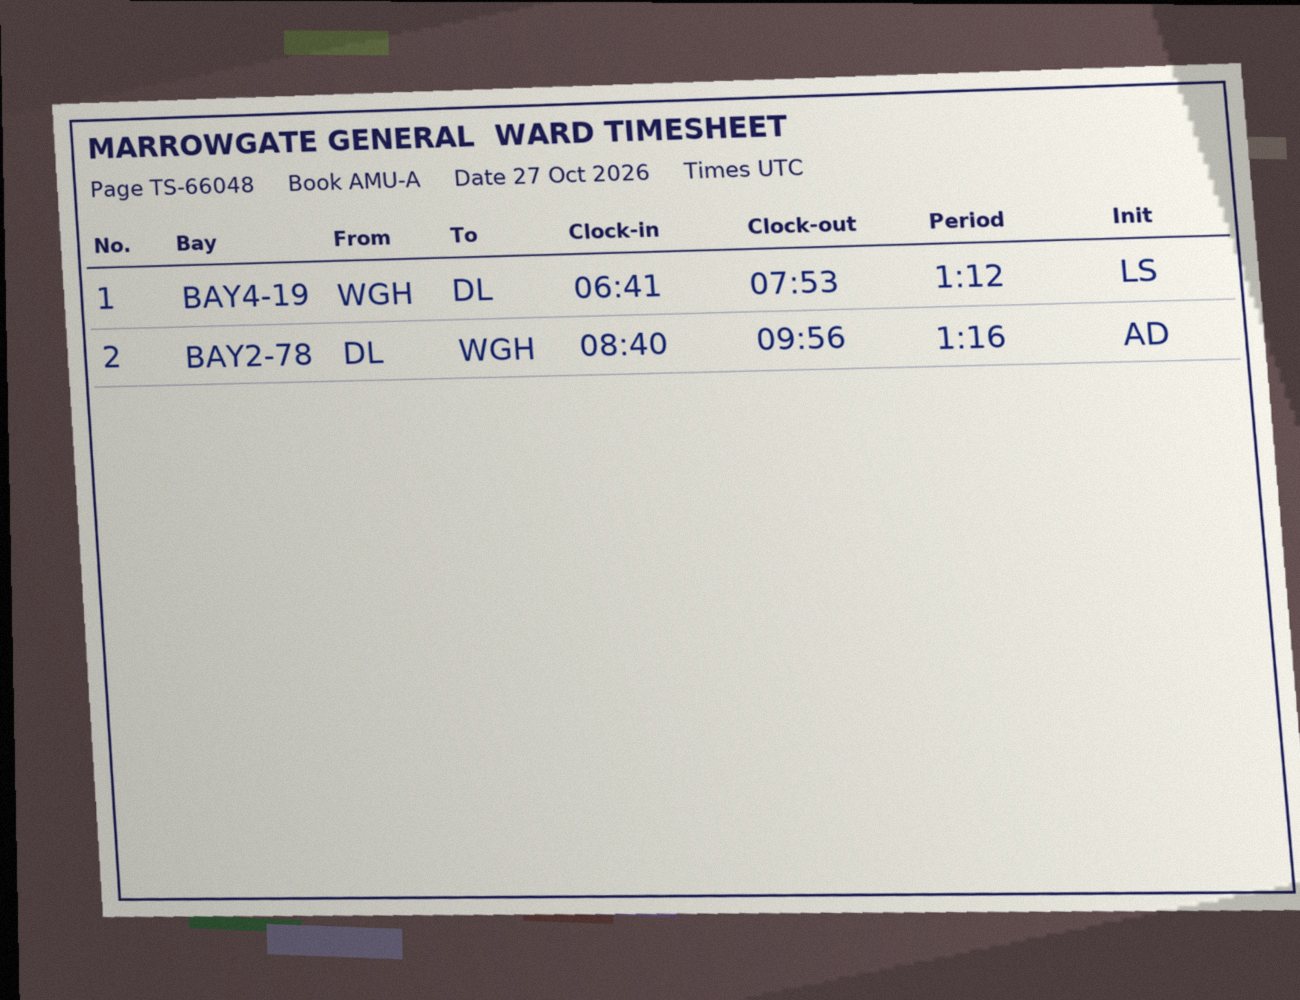 MARROWGATE GENERAL WARD TIMESHEET
Page TS-66048 Book AMU-A Date 27 Oct 2026 Times UTC
No. Bay From To Clock-in Clock-out Period Init
1 BAY4-19 WGH DL 06:41 07:53 1:12 LS
2 BAY2-78 DL WGH 08:40 09:56 1:16 AD